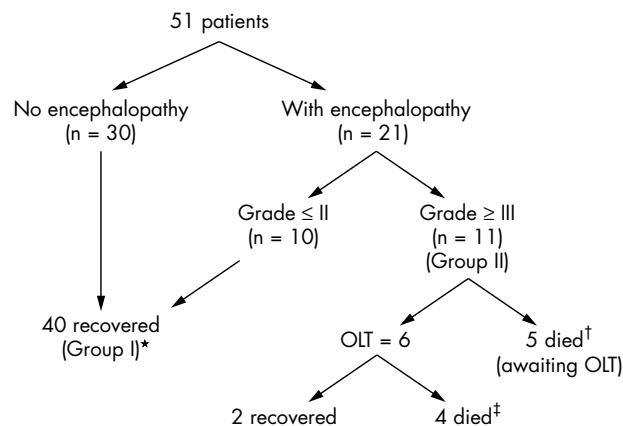 51 patients
No encephalopathy
(n = 30)
With encephalopathy
(n = 21)
Grade ≤ II
(n = 10)
Grade ≥ III
(n = 11)
(Group II)
40 recovered
(Group I)★
OLT = 6
5 died†
(awaiting OLT)
2 recovered
4 died‡